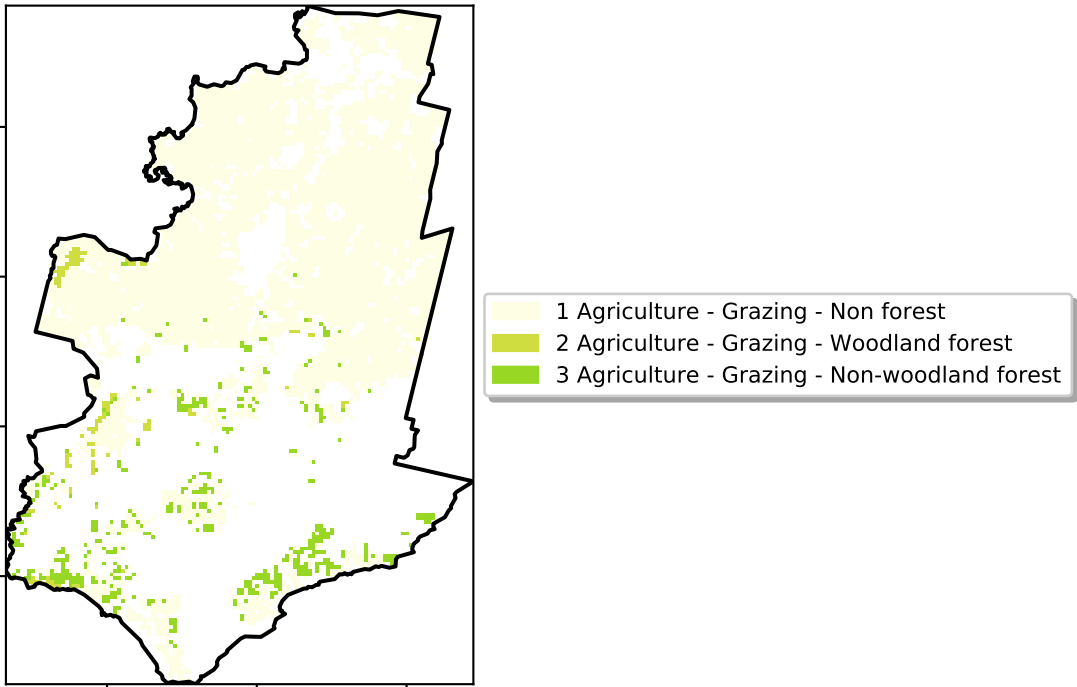 1 Agriculture - Grazing - Non forest
2 Agriculture - Grazing - Woodland forest
3 Agriculture - Grazing - Non-woodland forest